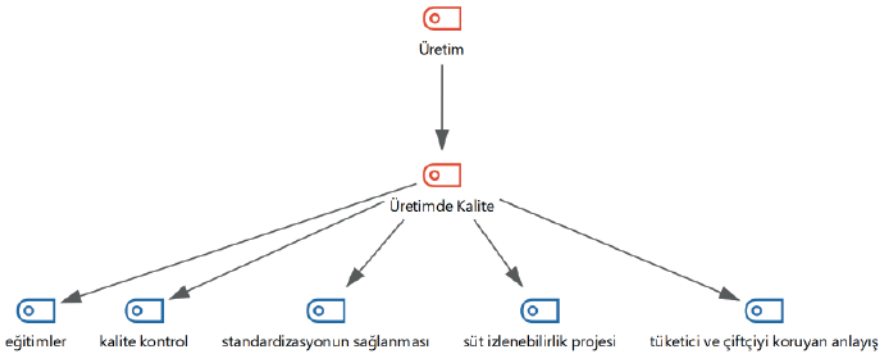 Üretim
Üretimde Kalite
eğitimler
kalite kontrol
standardizasyonun sağlanması
süt izlenebilirlik projesi
tüketici ve çiftçiyi koruyan anlayış